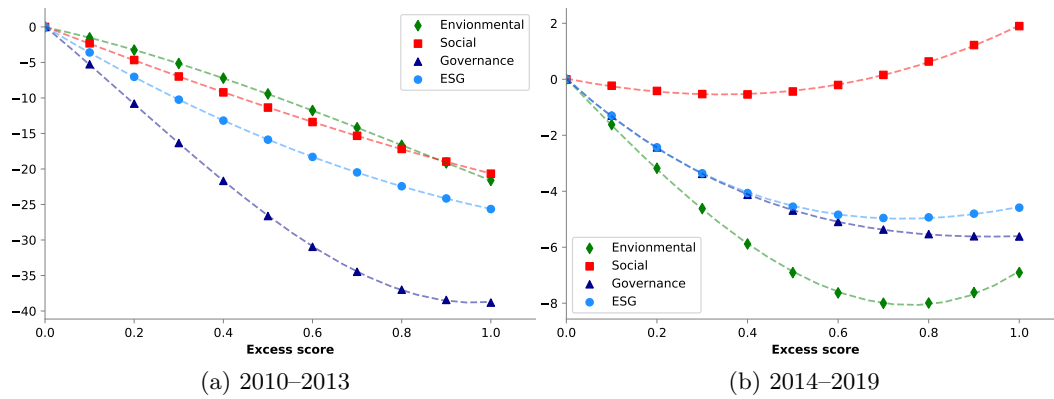 0
−5
−10
−15
−20
−25
−30
−35
−40
0.0
0.2
0.4
0.6
0.8
1.0
Excess score
Envionmental
Social
Governance
ESG
(a) 2010–2013
2
0
−2
−4
−6
−8
0.0
0.2
0.4
0.6
0.8
1.0
Excess score
Envionmental
Social
Governance
ESG
(b) 2014–2019